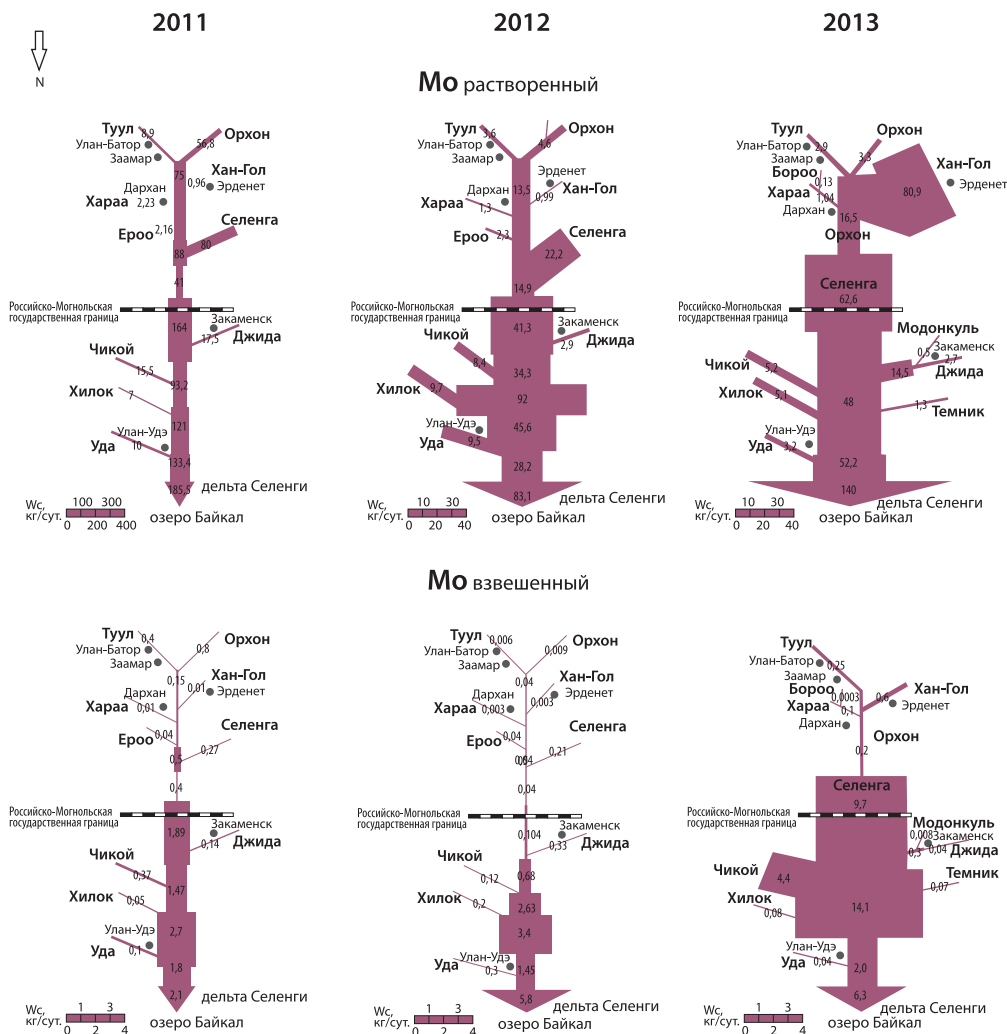 2011
2012
2013
N
Mo растворенный
Туул
8,9
Улан-Батор
Заамар
56,8
Орхон
75
Хан-Гол
0,96
Эрденет
Дархан
Хараа
2,23
Селенга
Ероо
2,16
80
88
41
Российско-Могнольская
государственная граница
164
Закаменск
17,5
Джида
Чикой
15,5
93,2
Хилок
7
121
Улан-Удэ
Уда
10
133,4
185,5
дельта Селенги
озеро Байкал
Wс,
кг/сут.
100 300
0 200 400
Туул
3,6
Улан-Батор
Заамар
4,6
Орхон
13,5
Эрденет
Хан-Гол
0,99
Дархан
Хараа
1,3
Ероо
2,3
Селенга
22,2
14,9
Российско-Могнольская
государственная граница
41,3
Закаменск
2,9
Джида
Чикой
8,4
34,3
Хилок
9,7
92
Улан-Удэ
45,6
Уда
9,5
28,2
83,1
дельта Селенги
озеро Байкал
Wс,
кг/сут.
10 30
0 20 40
Туул
2,9
Улан-Батор
Заамар
Бороо
0,13
Хараа
1,04
Дархан
Орхон
3,3
Хан-Гол
80,9
Эрденет
16,5
Орхон
Селенга
62,6
Российско-Могнольская
государственная граница
Модонкуль
0,5
Закаменск
2,7
Джида
14,5
Чикой
5,2
Хилок
5,1
48
1,3
Темник
Улан-Удэ
Уда
3,2
52,2
140
дельта Селенги
озеро Байкал
Wс,
кг/сут.
10 30
0 20 40
Mo взвешенный
Туул
0,4
Улан-Батор
Заамар
0,8
Орхон
0,15
Хан-Гол
0,01
Эрденет
Дархан
Хараа
0,01
Селенга
0,04
Ероо
0,27
0,5
0,4
Российско-Могнольская
государственная граница
1,89
Закаменск
0,14
Джида
Чикой
0,37
1,47
Хилок
0,05
2,7
Улан-Удэ
Уда
0,1
1,8
2,1
дельта Селенги
озеро Байкал
Wс,
кг/сут.
1 3
0 2 4
Туул
0,006
Улан-Батор
Заамар
0,009
Орхон
0,04
Хан-Гол
0,003
Эрденет
Дархан
Хараа
0,003
Селенга
0,04
Ероо
0,21
0,04
Российско-Могнольская
государственная граница
0,104
Закаменск
0,33
Джида
Чикой
0,12
0,68
Хилок
0,2
2,63
3,4
Улан-Удэ
Уда
0,3
1,45
5,8
дельта Селенги
озеро Байкал
Wс,
кг/сут.
1 3
0 2 4
Туул
Улан-Батор
0,25
Заамар
Бороо
0,0003
Хараа
0,1
Дархан
Хан-Гол
0,6
Эрденет
Орхон
0,2
Селенга
9,7
Российско-Могнольская
государственная граница
Модонкуль
0,008
Закаменск
0,3
0,04
Джида
Чикой
4,4
Темник
0,07
Хилок
0,08
14,1
Улан-Удэ
Уда
0,04
2,0
6,3
дельта Селенги
озеро Байкал
Wс,
кг/сут.
1 3
0 2 4